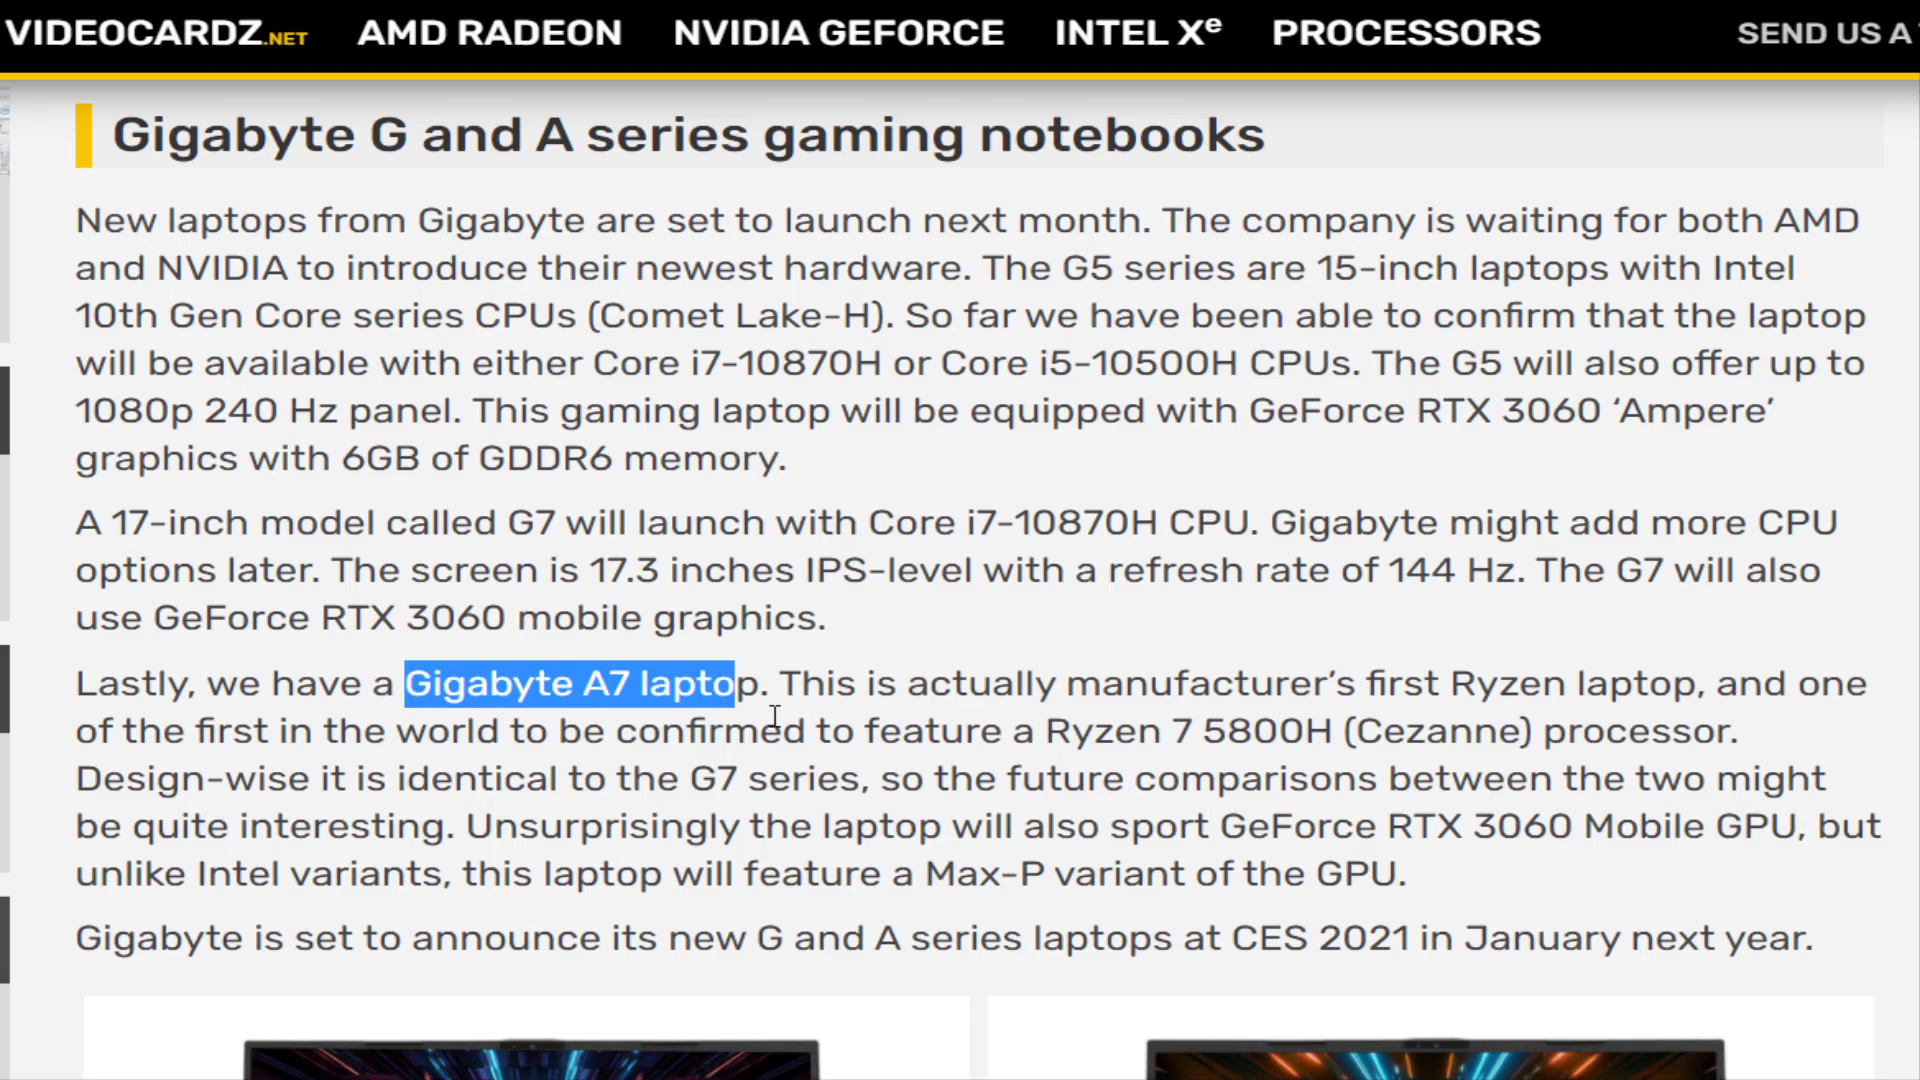 VIDEOCARDZ.NET AMD RADEON NVIDIA GEFORCE INTEL Xe PROCESSORS SEND US A
Gigabyte G and A series gaming notebooks
New laptops from Gigabyte are set to launch next month. The company is waiting for both AMD
and NVIDIA to introduce their newest hardware. The G5 series are 15-inch laptops with Intel
10th Gen Core series CPUs (Comet Lake-H). So far we have been able to confirm that the laptop
will be available with either Core i7-10870H or Core i5-10500H CPUs. The G5 will also offer up to
1080p 240 Hz panel. This gaming laptop will be equipped with GeForce RTX 3060 ‘Ampere’
graphics with 6GB of GDDR6 memory.
A 17-inch model called G7 will launch with Core i7-10870H CPU. Gigabyte might add more CPU
options later. The screen is 17.3 inches IPS-level with a refresh rate of 144 Hz. The G7 will also
use GeForce RTX 3060 mobile graphics.
Lastly, we have a Gigabyte A7 laptop. This is actually manufacturer’s first Ryzen laptop, and one
of the first in the world to be confirmed to feature a Ryzen 7 5800H (Cezanne) processor.
Design-wise it is identical to the G7 series, so the future comparisons between the two might
be quite interesting. Unsurprisingly the laptop will also sport GeForce RTX 3060 Mobile GPU, but
unlike Intel variants, this laptop will feature a Max-P variant of the GPU.
Gigabyte is set to announce its new G and A series laptops at CES 2021 in January next year.